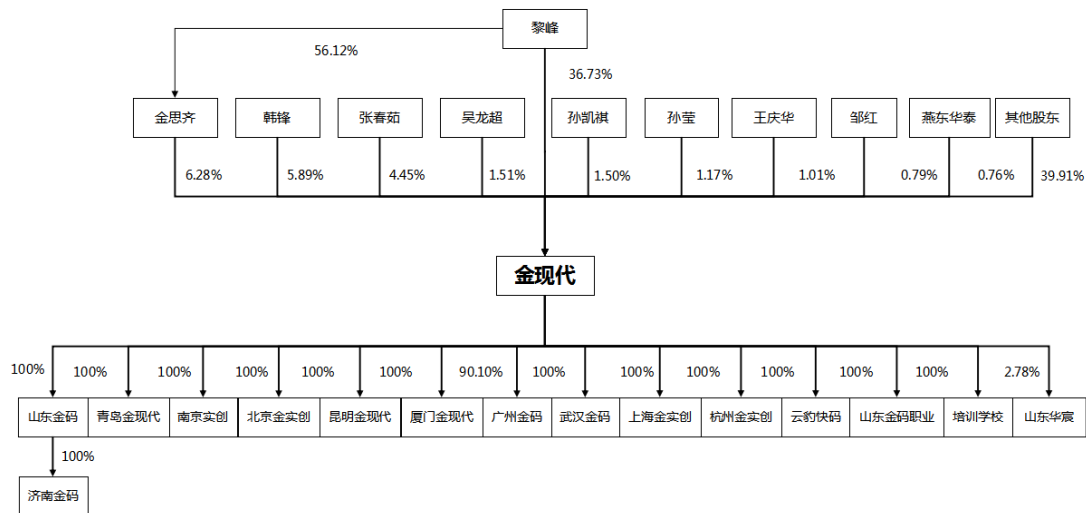 黎峰
56.12%
36.73%
金思齐
韩锋
张春茹
吴龙超
孙凯祺
孙莹
王庆华
邹红
燕东华泰
其他股东
6.28%
5.89%
4.45%
1.51%
1.50%
1.17%
1.01%
0.79%
0.76%
39.91%
金现代
100%
100%
100%
100%
100%
100%
90.10%
100%
100%
100%
100%
100%
100%
2.78%
山东金码
青岛金现代
南京实创
北京金实创
昆明金现代
厦门金现代
广州金码
武汉金码
上海金实创
杭州金实创
云豹快码
山东金码职业
培训学校
山东华宸
100%
济南金码